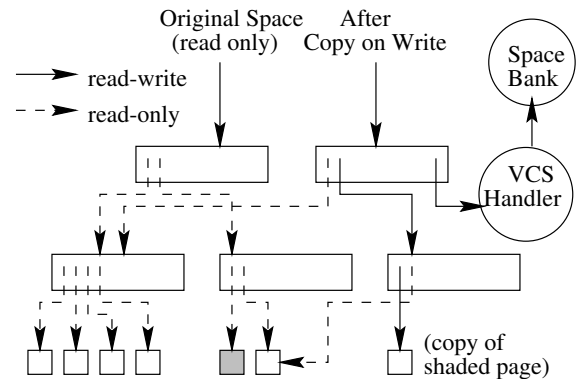 Original Space
(read only)
After
Copy on Write
Space
Bank
read-write
read-only
VCS
Handler
(copy of
shaded page)